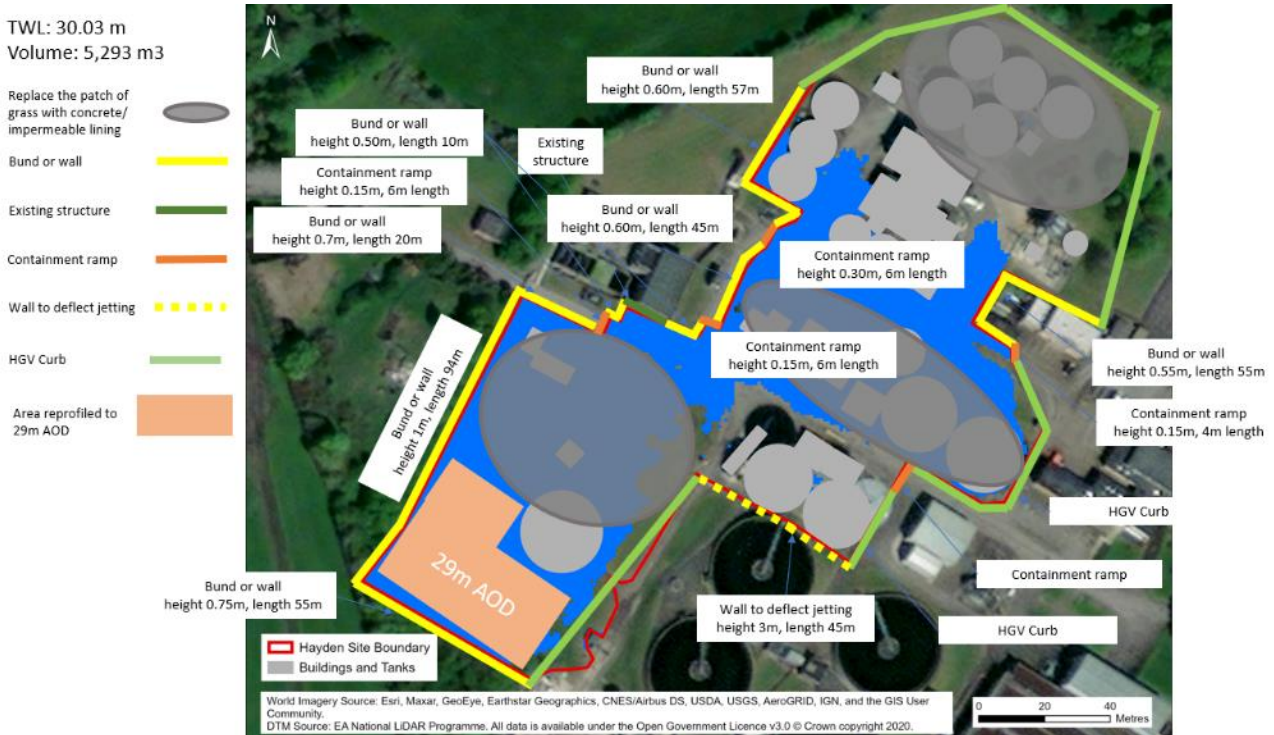 TWL: 30.03 m
Volume: 5,293 m3
Replace the patch of
grass with concrete/
impermeable lining
Bund or wall
Existing structure
Containment ramp
Wall to deflect jetting
HGV Curb
Area reprofiled to
29m AOD
N
Bund or wall
height 0.60m, length 57m
Bund or wall
height 0.50m, length 10m
Existing
structure
Containment ramp
height 0.15m, 6m length
Bund or wall
height 0.7m, length 20m
Bund or wall
height 0.60m, length 45m
Containment ramp
height 0.30m, 6m length
Containment ramp
height 0.15m, 6m length
Bund or wall
height 1m, length 94m
Bund or wall
height 0.55m, length 55m
Containment ramp
height 0.15m, 4m length
HGV Curb
Containment ramp
29m AOD
Bund or wall
height 0.75m, length 55m
Wall to deflect jetting
height 3m, length 45m
HGV Curb
Hayden Site Boundary
Buildings and Tanks
World Imagery Source: Esri, Maxar, GeoEye, Earthstar Geographics, CNES/Airbus DS, USDA, USGS, AeroGRID, IGN, and the GIS User
Community.
DTM Source: EA National LiDAR Programme. All data is available under the Open Government Licence v3.0 © Crown copyright 2020.
0 20 40
Metres